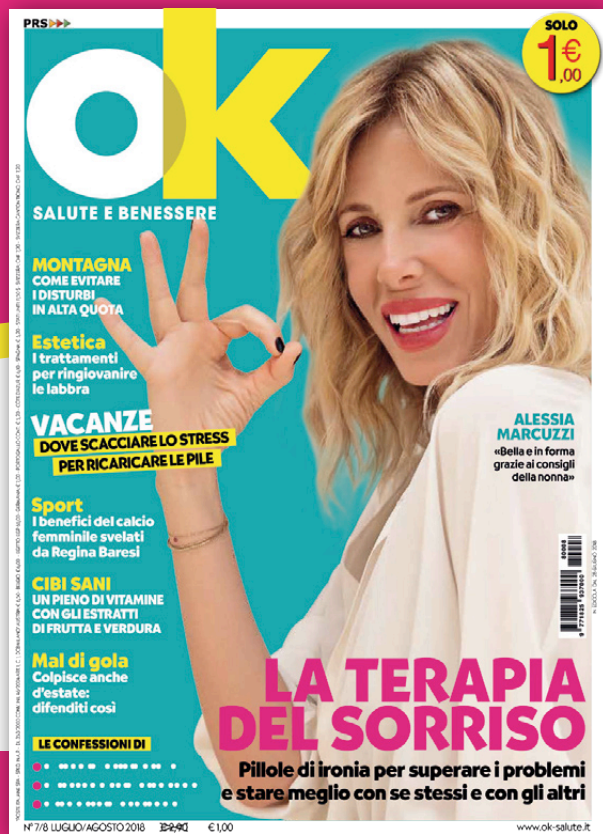 PRS
SOLO
1€
,00
ok
SALUTE E BENESSERE
MONTAGNA
COME EVITARE
I DISTURBI
IN ALTA QUOTA
Estetica
I trattamenti
per ringiovanire
le labbra
VACANZE
DOVE SCACCIARE LO STRESS
PER RICARICARE LE PILE
ALESSIA
MARCUZZI
«Bella e in forma
grazie ai consigli
della nonna»
Sport
I benefici del calcio
femminile svelati
da Regina Baresi
CIBI SANI
UN PIENO DI VITAMINE
CON GLI ESTRATTI
DI FRUTTA E VERDURA
Mal di gola
Colpisce anche
d'estate:
difenditi così
LA TERAPIA
DEL SORRISO
Pillole di ironia per superare i problemi
e stare meglio con se stessi e con gli altri
LE CONFESSIONI DI
N° 7/8 LUGLIO/AGOSTO 2018 €2,90 €1,00
www.ok-salute.it